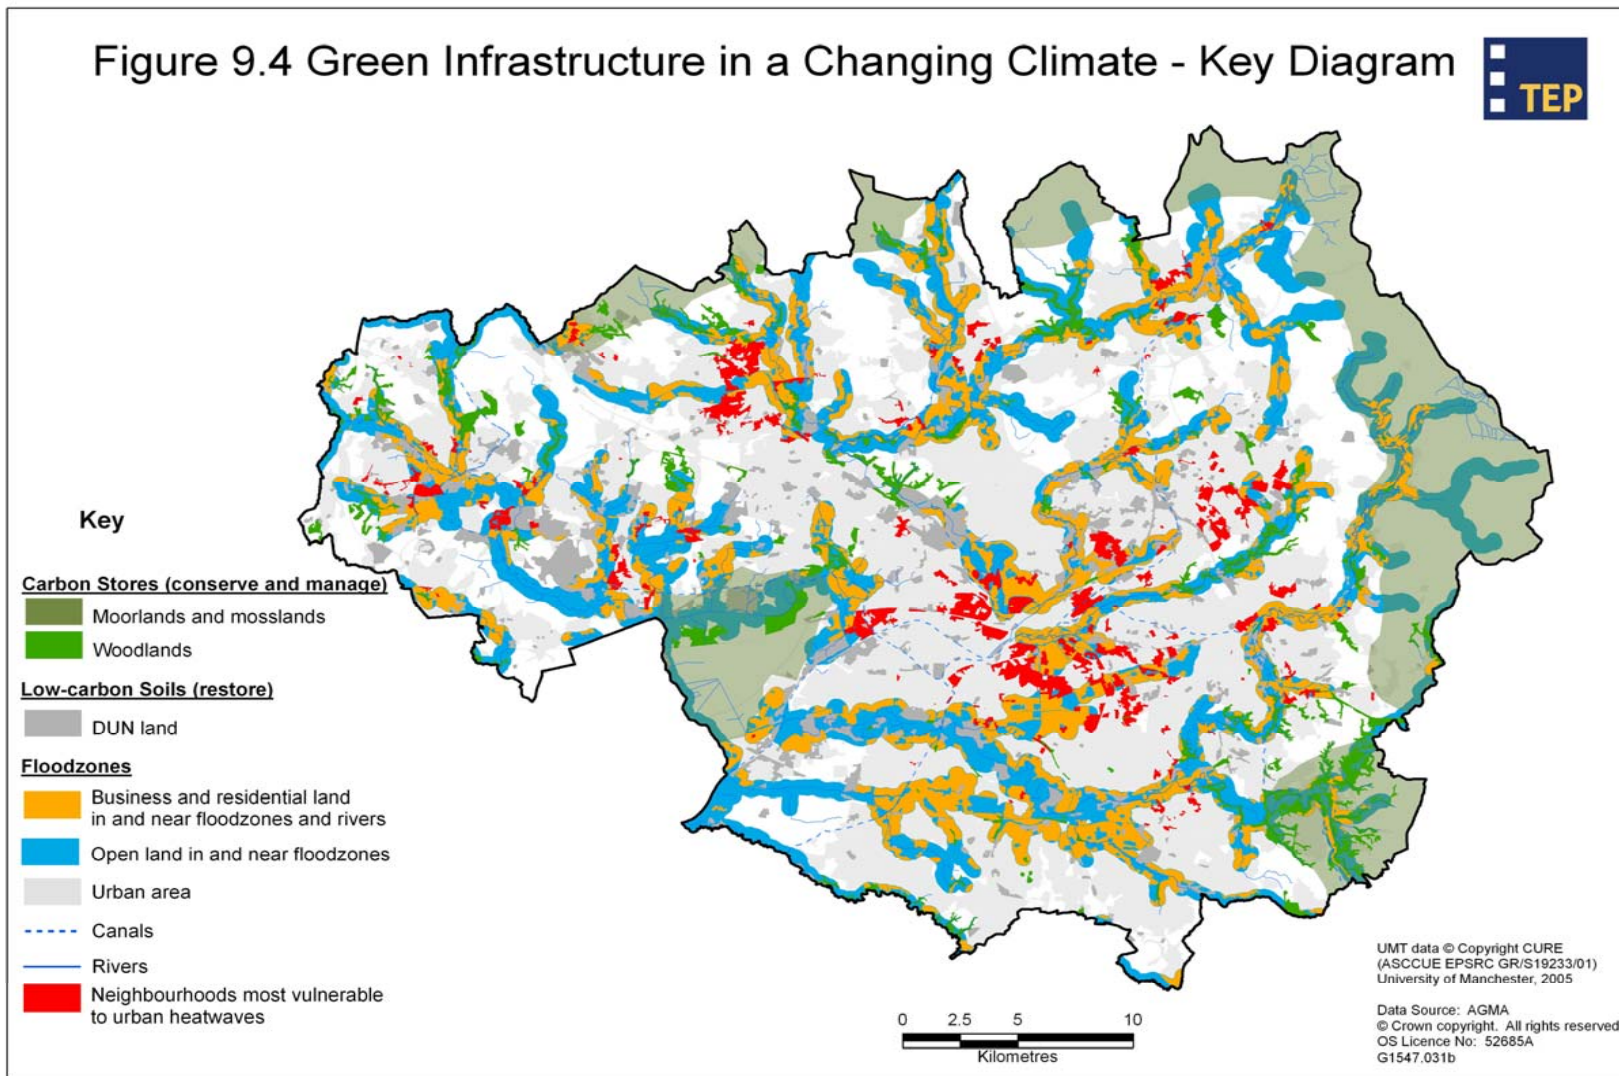 Figure 9.4 Green Infrastructure in a Changing Climate - Key Diagram
TEP
Key
Carbon Stores (conserve and manage)
Moorlands and mosslands
Woodlands
Low-carbon Soils (restore)
DUN land
Floodzones
Business and residential land
in and near floodzones and rivers
Open land in and near floodzones
Urban area
Canals
Rivers
Neighbourhoods most vulnerable
to urban heatwaves
0 2.5 5 10
Kilometres
UMT data © Copyright CURE
(ASCCUE EPSRC GR/S19233/01)
University of Manchester, 2005
Data Source: AGMA
© Crown copyright. All rights reserved
OS Licence No: 52685A
G1547.031b